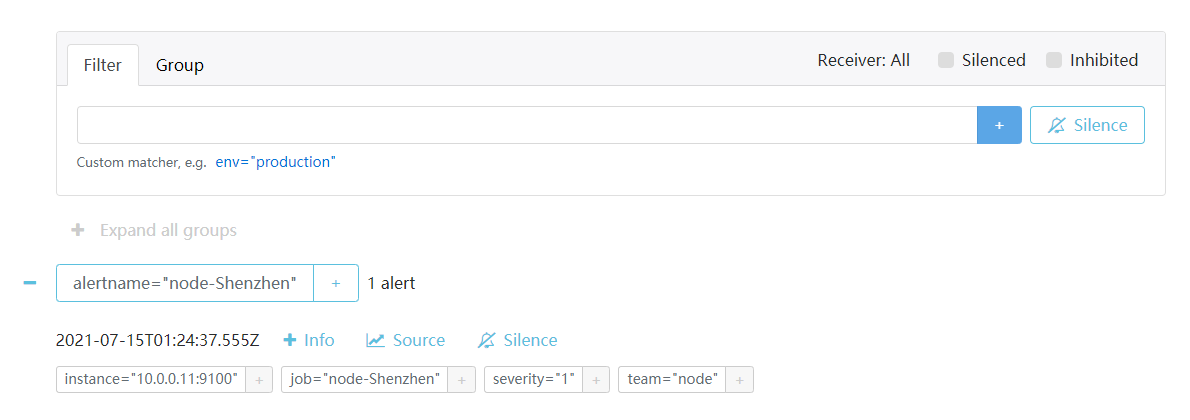 Filter Group Receiver: All Silenced Inhibited
+ Silence
Custom matcher, e.g. env="production"
+ Expand all groups
alertname="node-Shenzhen" + 1 alert
2021-07-15T01:24:37.555Z + Info Source Silence
instance="10.0.0.11:9100" + job="node-Shenzhen" + severity="1" + team="node" +